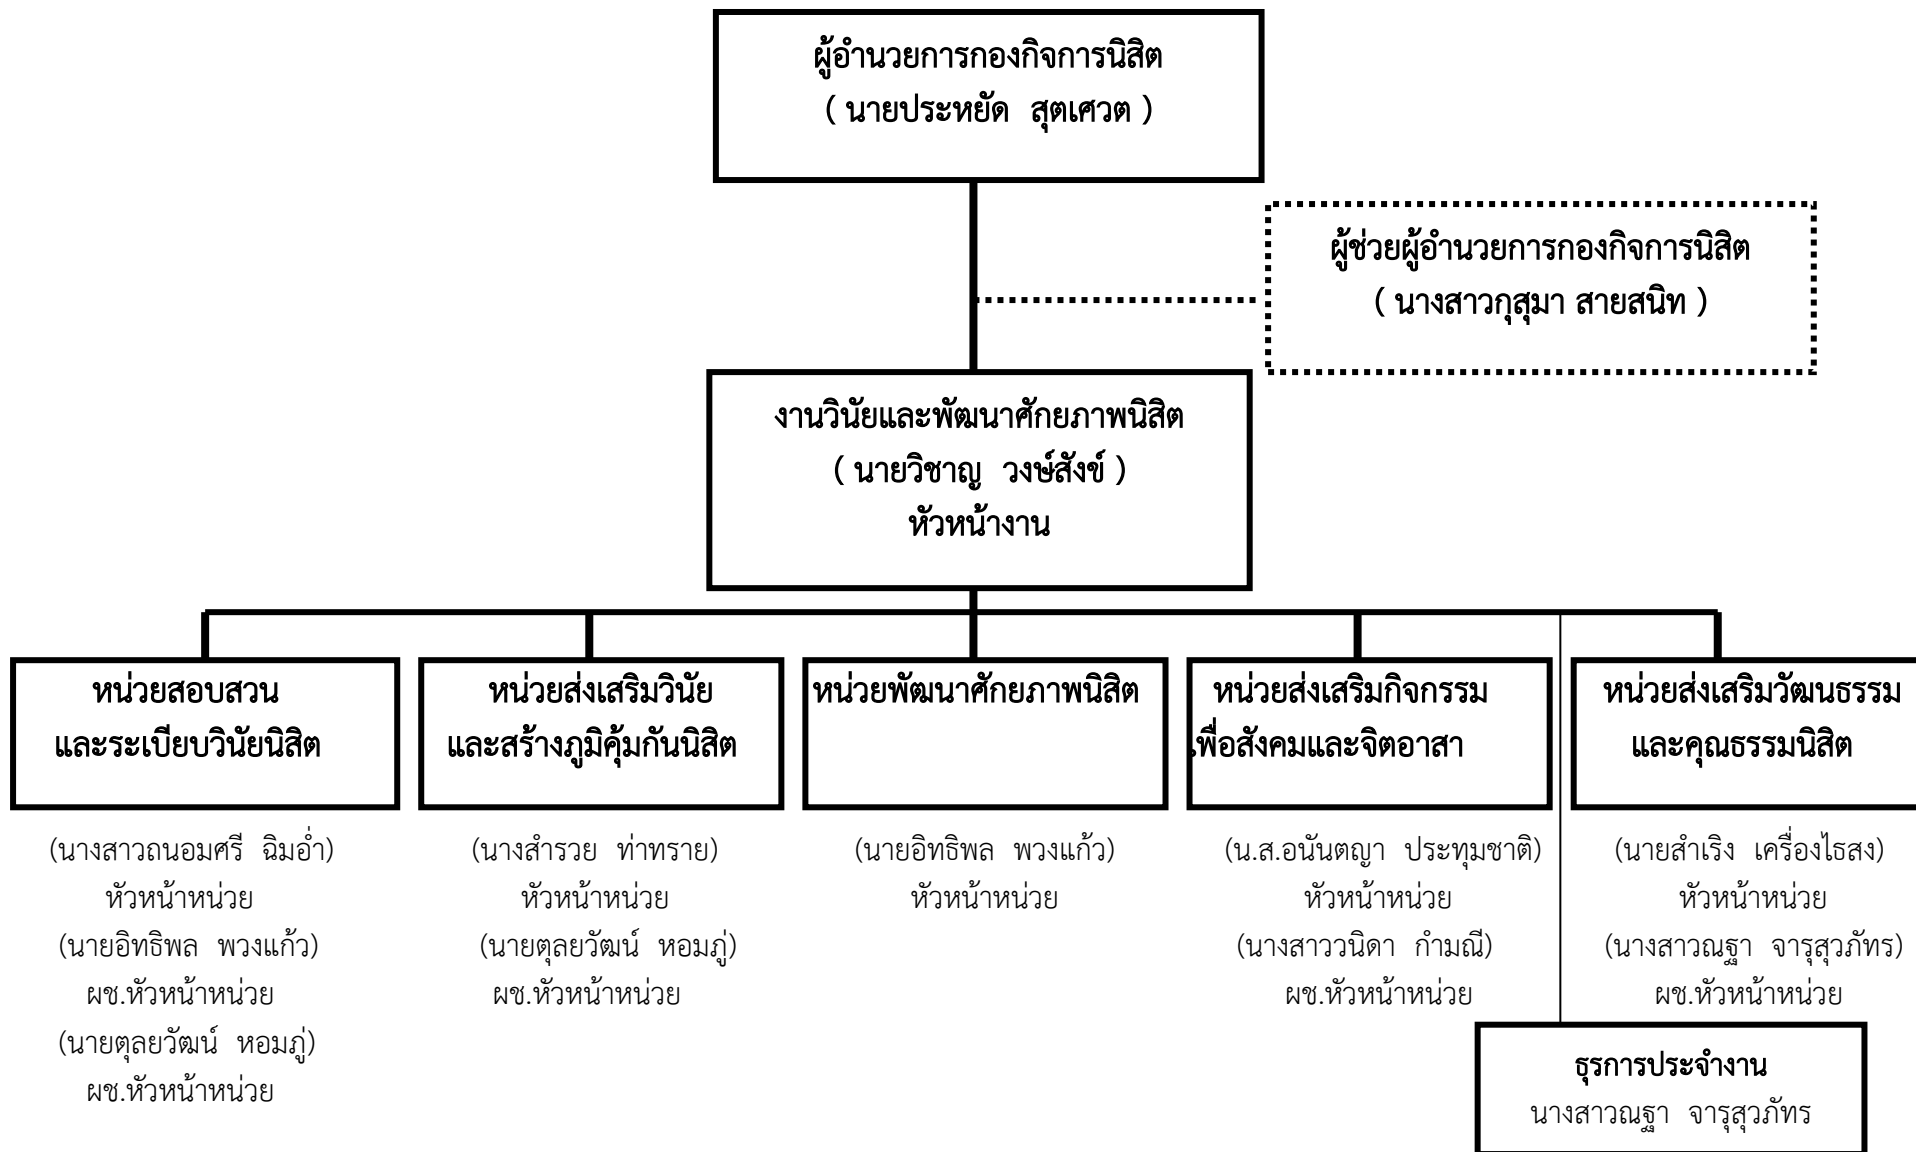 ผู้อำนวยการกองกิจการนิสิต
( นายประหยัด สุตเศวต )
ผู้ช่วยผู้อำนวยการกองกิจการนิสิต
( นางสาวกุสุมา สายสนิท )
งานวินัยและพัฒนาศักยภาพนิสิต
( นายวิชาญ วงษ์สังข์ )
หัวหน้างาน
หน่วยสอบสวน
และระเบียบวินัยนิสิต
(นางสาวถนอมศรี ฉิมอ่ำ)
หัวหน้าหน่วย
(นายอิทธิพล พวงแก้ว)
ผช.หัวหน้าหน่วย
(นายตุลยวัฒน์ หอมภู่)
ผช.หัวหน้าหน่วย
หน่วยส่งเสริมวินัย
และสร้างภูมิคุ้มกันนิสิต
(นางสำรวย ท่าทราย)
หัวหน้าหน่วย
(นายตุลยวัฒน์ หอมภู่)
ผช.หัวหน้าหน่วย
หน่วยพัฒนาศักยภาพนิสิต
(นายอิทธิพล พวงแก้ว)
หัวหน้าหน่วย
หน่วยส่งเสริมกิจกรรม
เพื่อสังคมและจิตอาสา
(น.ส.อนันตญา ประทุมชาติ)
หัวหน้าหน่วย
(นางสาววนิดา กำมณี)
ผช.หัวหน้าหน่วย
หน่วยส่งเสริมวัฒนธรรม
และคุณธรรมนิสิต
(นายสำเริง เครื่องไธสง)
หัวหน้าหน่วย
(นางสาวณฐา จารุสุวภัทร)
ผช.หัวหน้าหน่วย
ธุรการประจำงาน
นางสาวณฐา จารุสุวภัทร